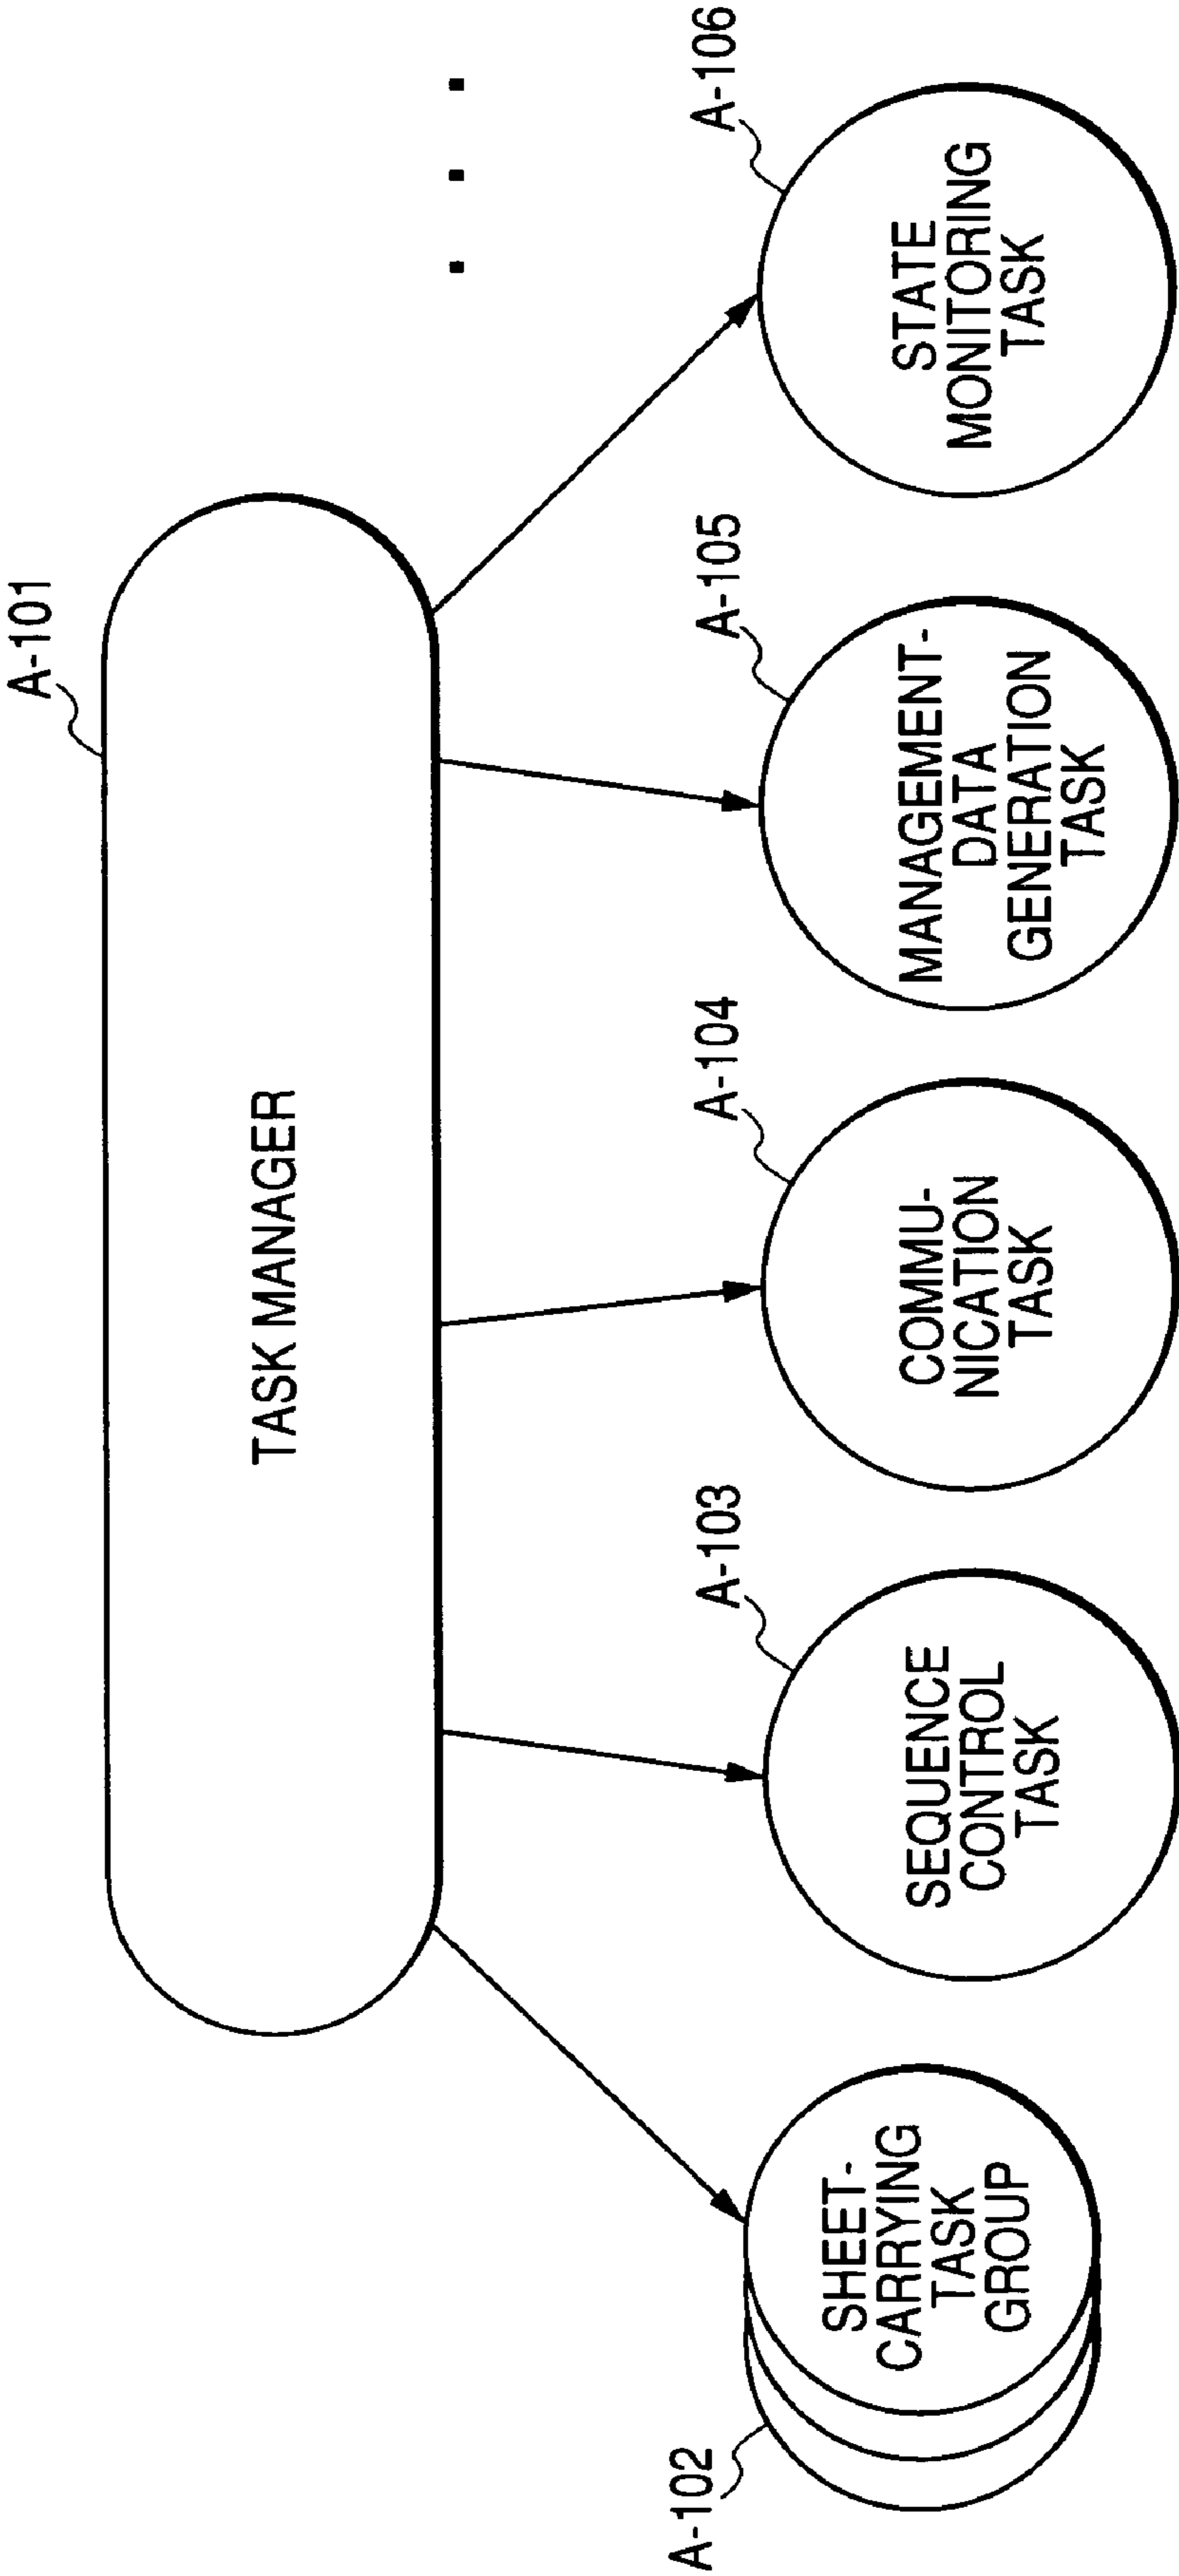 A-101
TASK MANAGER
. . .
A-102
SHEET-
CARRYING
TASK
GROUP
A-103
SEQUENCE
CONTROL
TASK
A-104
COMMU-
NICATION
TASK
A-105
MANAGEMENT-
DATA
GENERATION
TASK
A-106
STATE
MONITORING
TASK